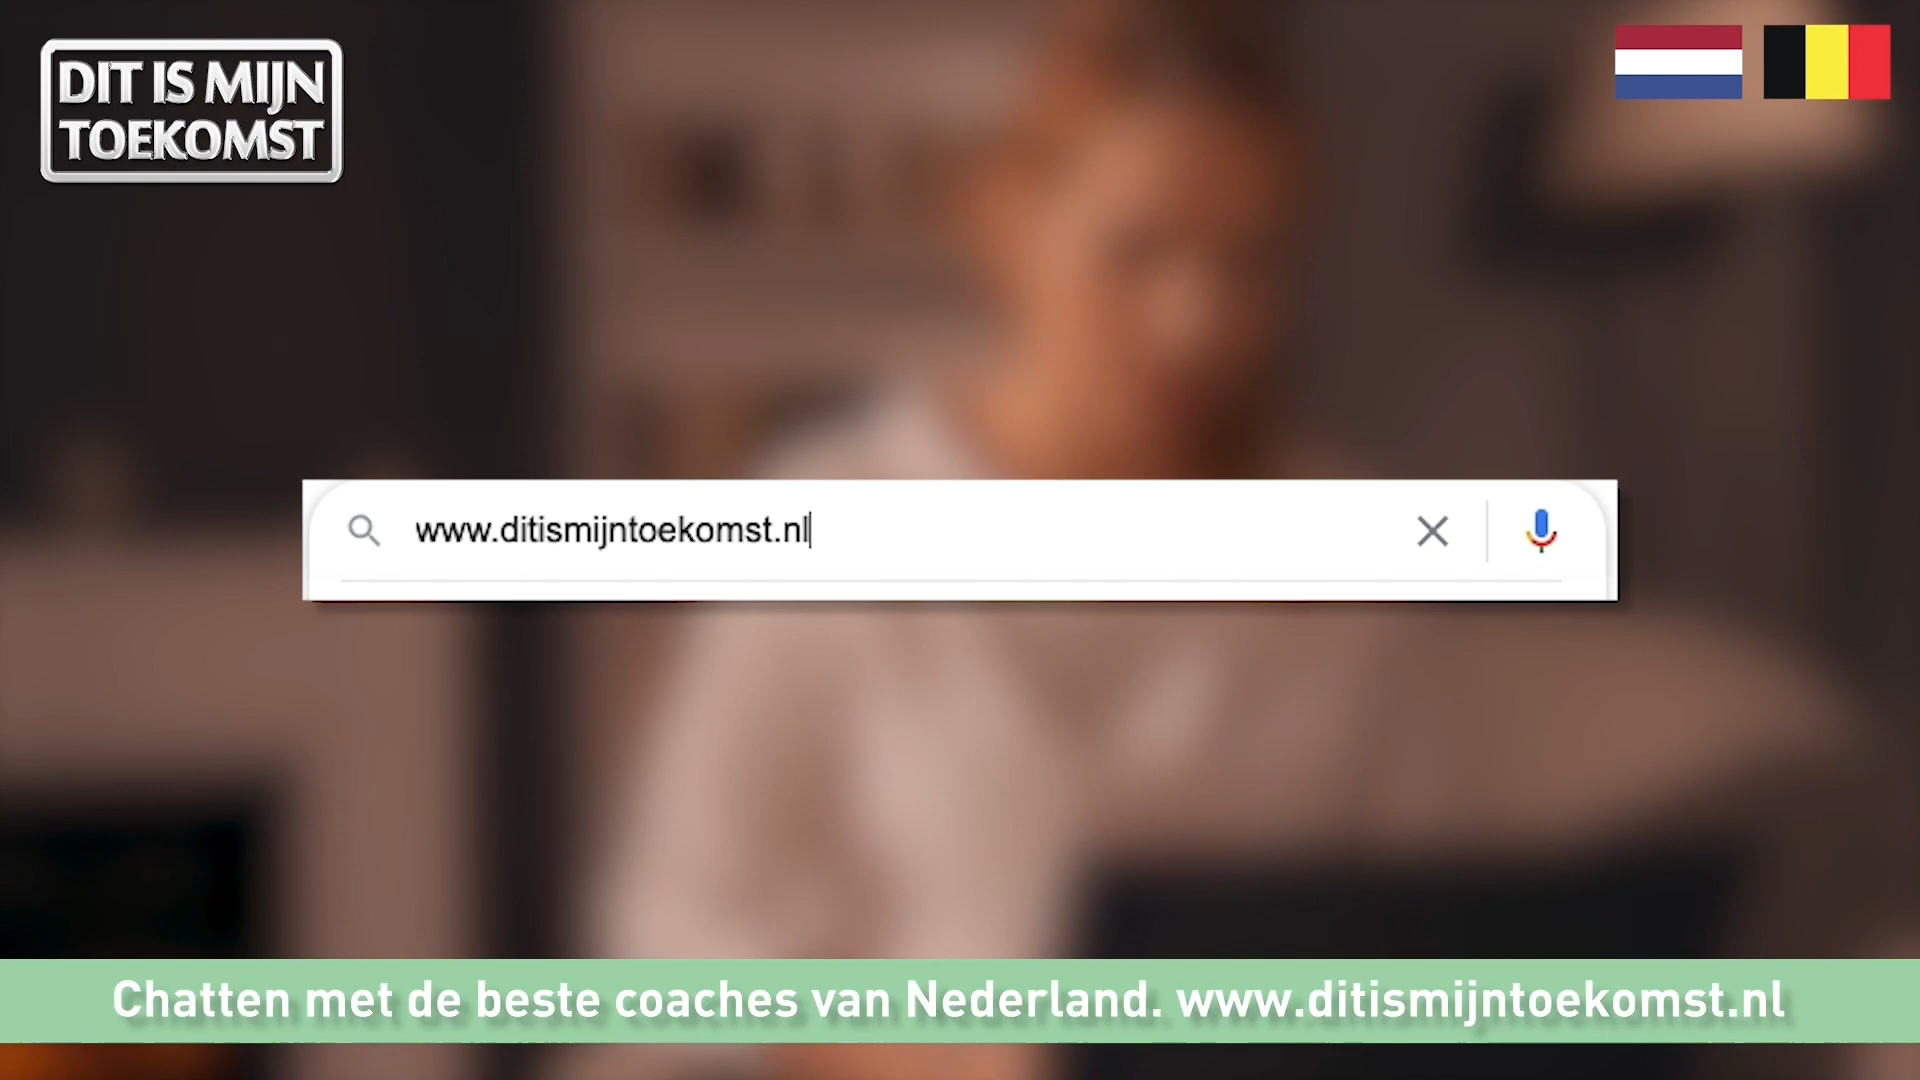 DIT IS MIJN
TOEKOMST
www.ditismijntoekomst.nl
Chatten met de beste coaches van Nederland. www.ditismijntoekomst.nl